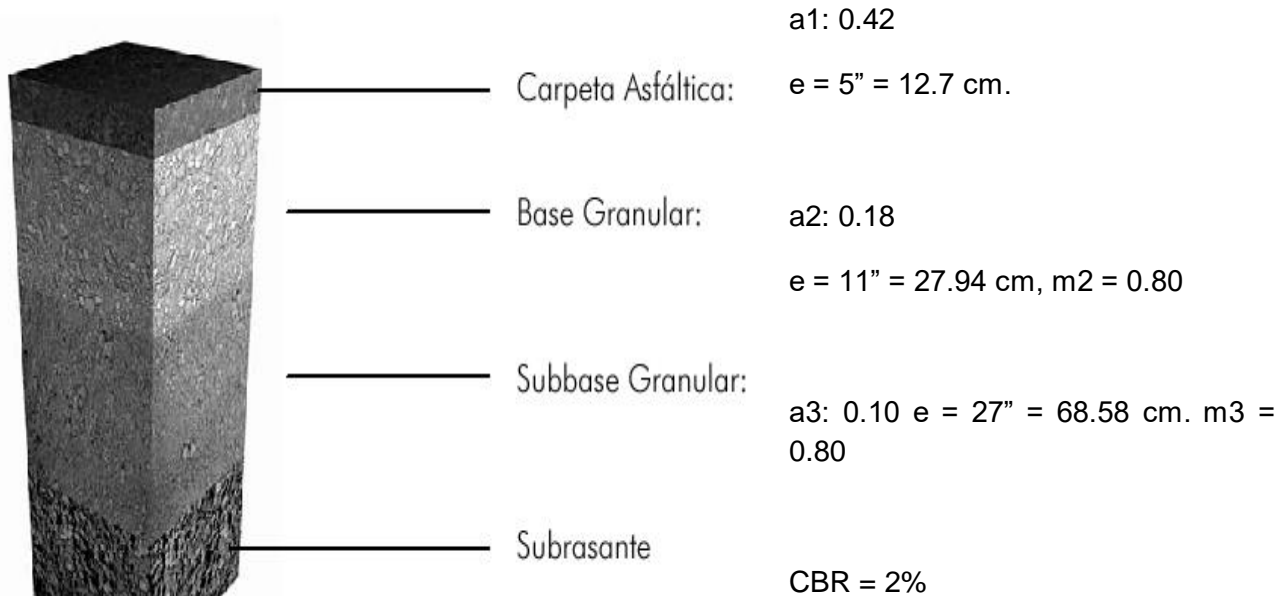 a1: 0.42
Carpeta Asfáltica:
e = 5” = 12.7 cm.
Base Granular:
a2: 0.18
e = 11” = 27.94 cm, m2 = 0.80
Subbase Granular:
a3: 0.10 e = 27” = 68.58 cm. m3 =
0.80
Subrasante
CBR = 2%